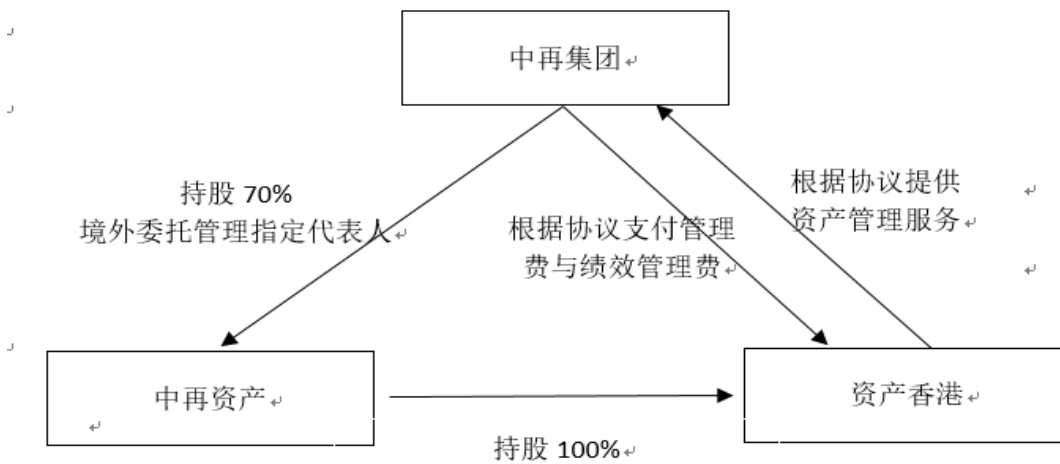 中再集团
持股 70%
境外委托管理指定代表人
根据协议支付管理
费与绩效管理费
根据协议提供
资产管理服务
中再资产
资产香港
持股 100%